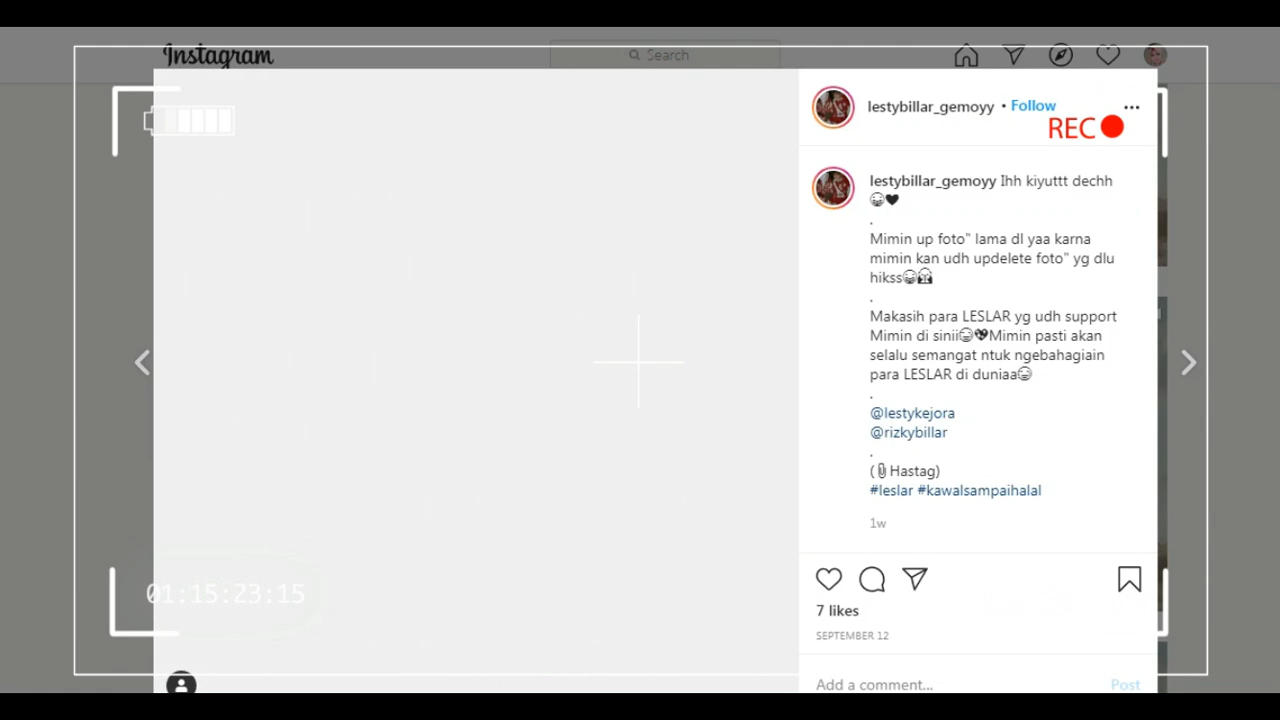 Instagram
Search
lestybillar_gemoyy • Follow
REC
lestybillar_gemoyy Ihh kiyuttt dechh
😂🖤
.
Mimin up foto" lama dl yaa karna
mimin kan udh updelete foto" yg dlu
hikss
.
Makasih para LESLAR yg udh support
Mimin di sinii Mimin pasti akan
selalu semangat ntuk ngebahagiain
para LESLAR di duniaa
.
@lestykejora
@rizkybillar
.
(📎Hastag)
#leslar #kawalsampaihalal
1w
01:15:23:15
7 likes
SEPTEMBER 12
Add a comment... Post